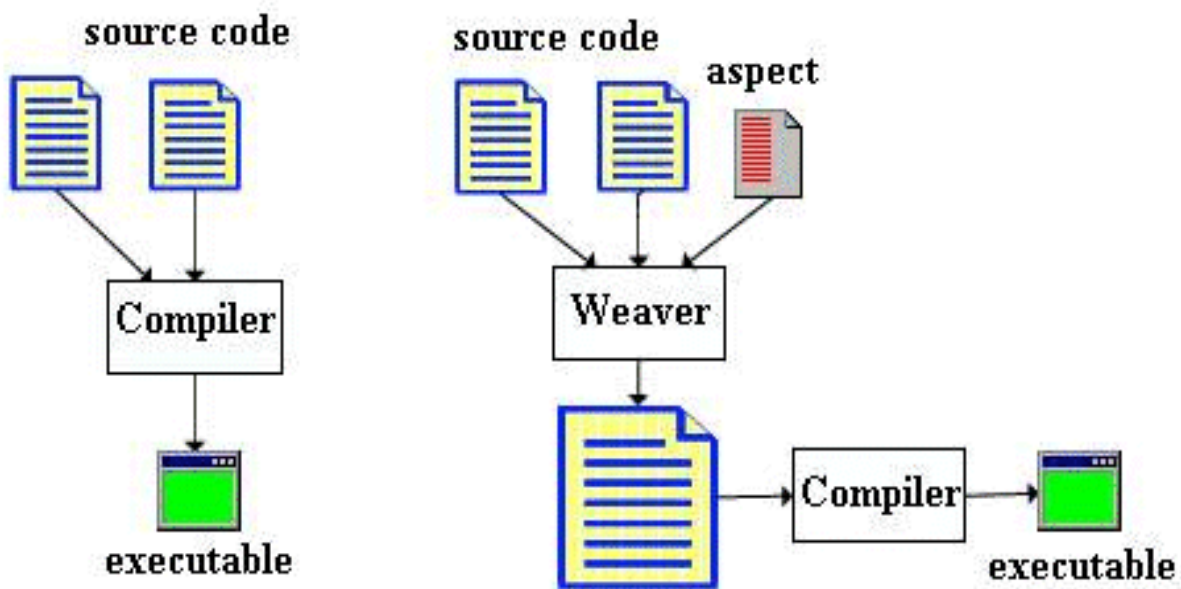 source code
Compiler
executable
source code
aspect
Weaver
Compiler
executable